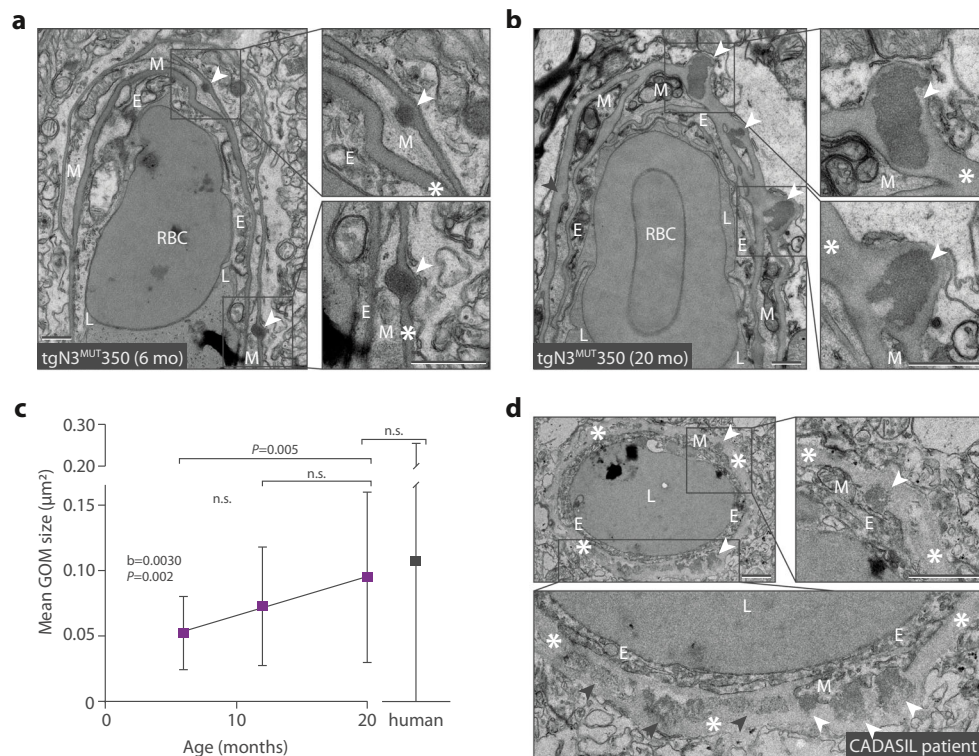 a
M
E
M
RBC
E
L
L
M
tgN3MUT350 (6 mo)
E
M
*
E
M
*
b
M
M
E
E
RBC
L
E
L
M
L
tgN3MUT350 (20 mo)
M
*
*
M
c
Mean GOM size (µm²)
0.30
0.20
0.15
0.10
0.05
0
n.s.
P=0.005
n.s.
n.s.
b=0.0030
P=0.002
0
10
20
human
Age (months)
d
*
M
*
L
E
E
*
*
M
E
*
L
*
*
E
E
M
*
CADASIL patient